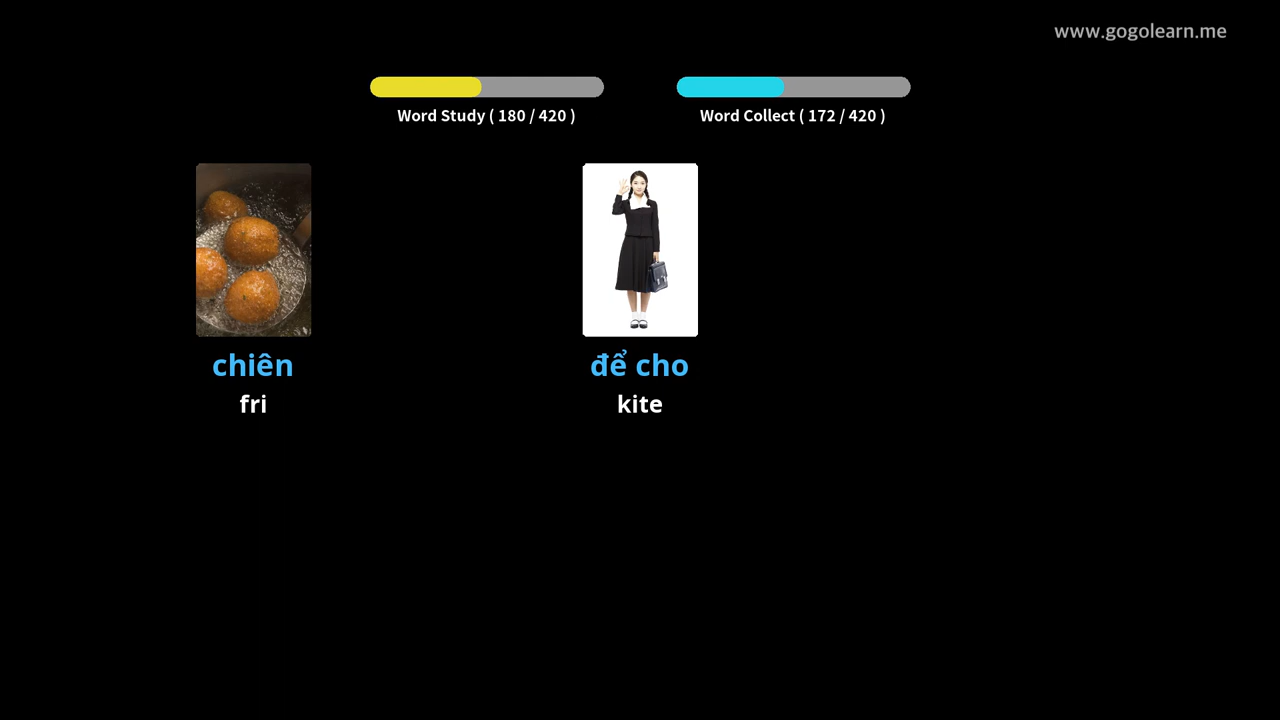 www.gogolearn.me
Word Study ( 180 / 420 )
Word Collect ( 172 / 420 )
chiên
fri
để cho
kite